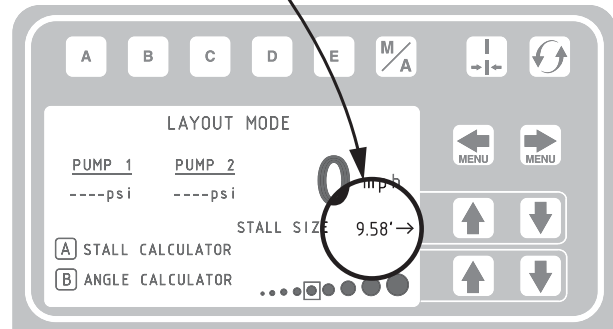 A B C D E M/A
LAYOUT MODE
MENU MENU
PUMP 1 PUMP 2 0 mph
----psi ----psi
STALL SIZE 9.58'→
A STALL CALCULATOR
B ANGLE CALCULATOR